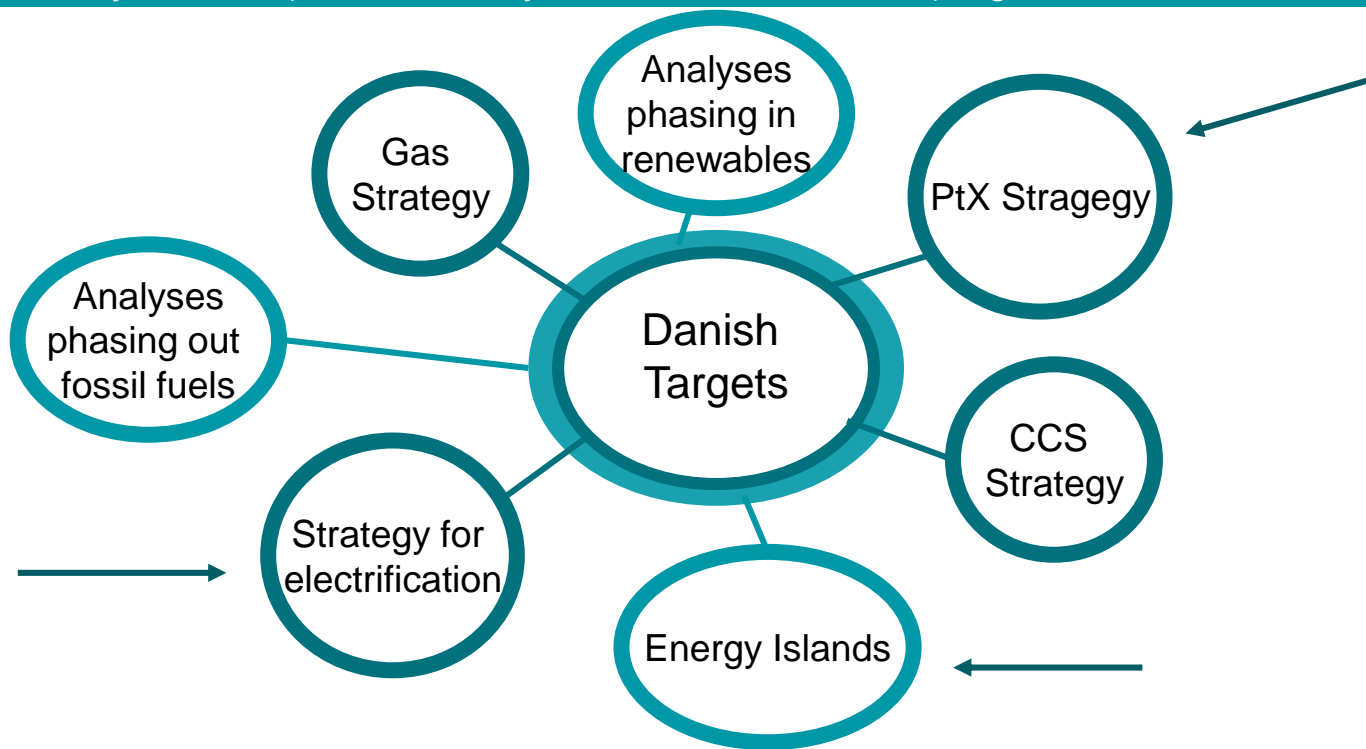 Analyses
phasing in
renewables
Gas
Strategy
PtX Stragegy
Analyses
phasing out
fossil fuels
Danish
Targets
CCS
Strategy
Strategy for
electrification
Energy Islands